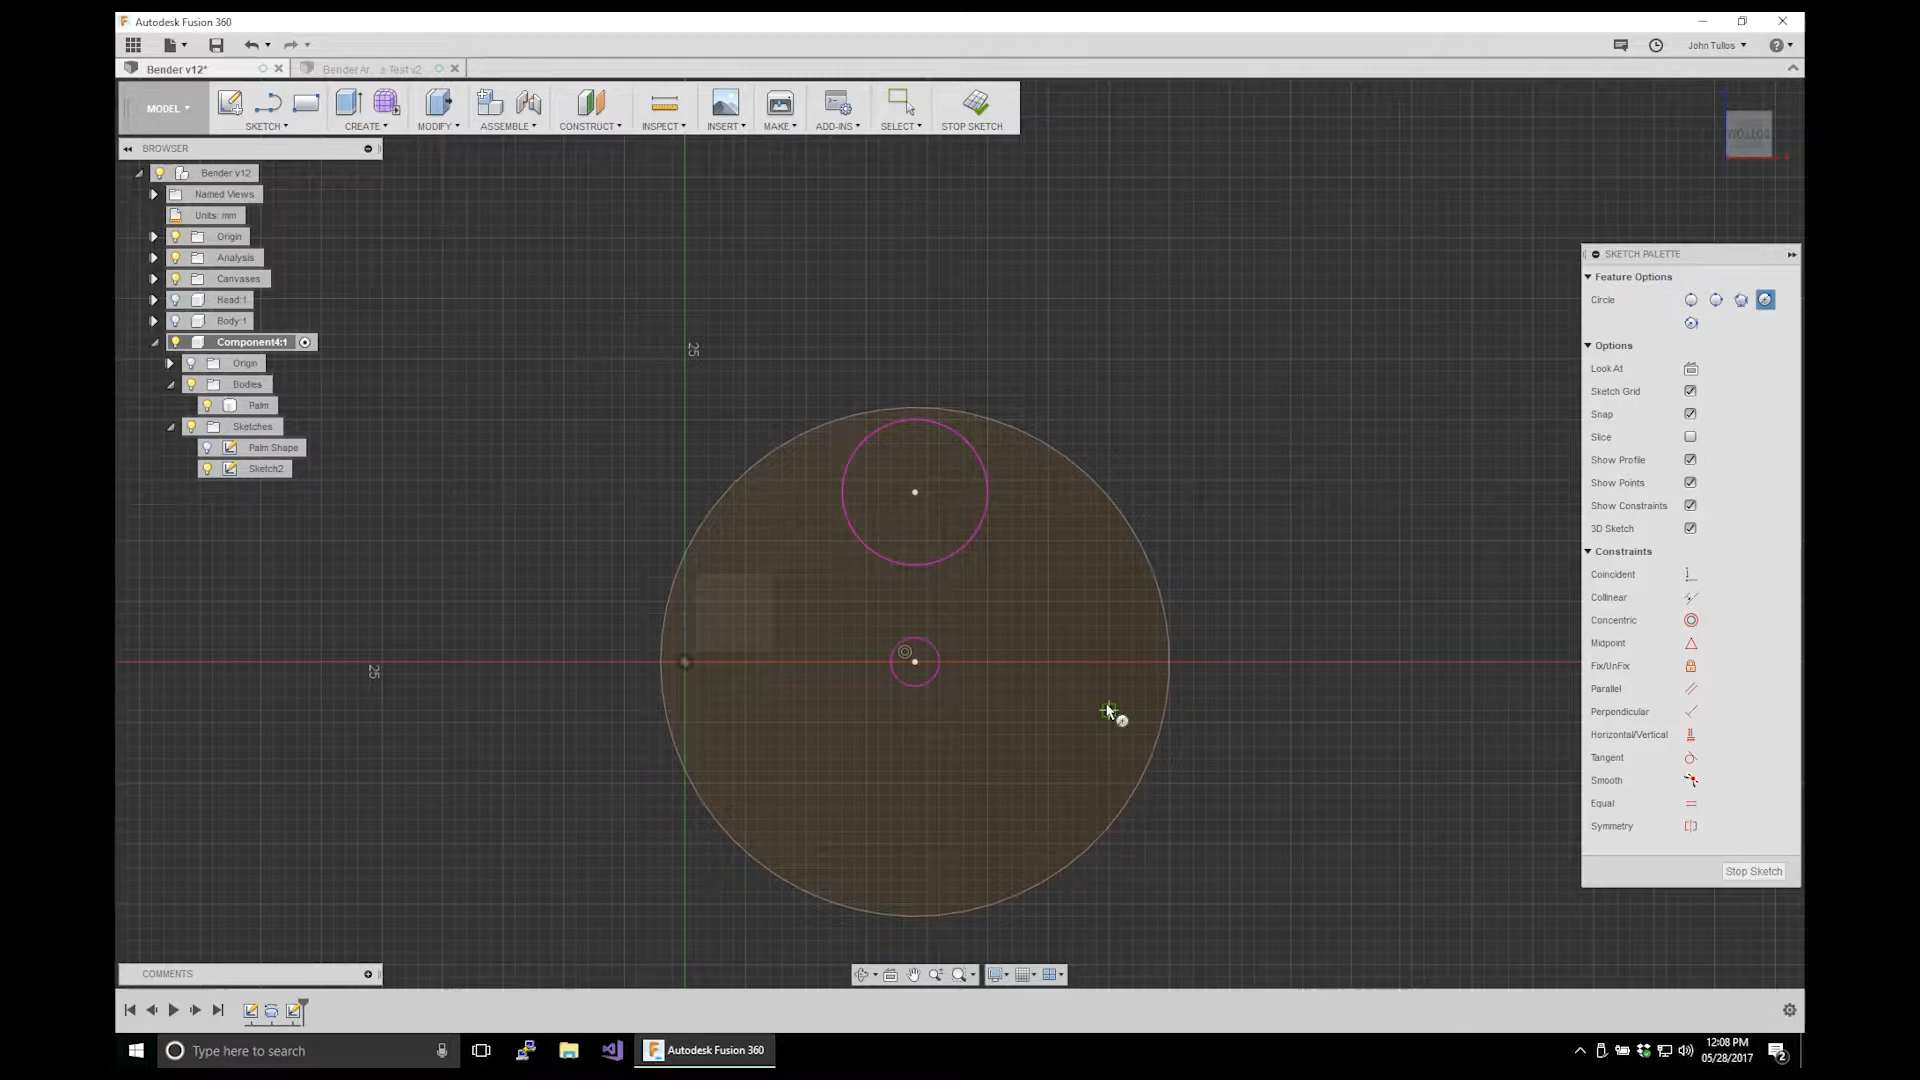 Autodesk Fusion 360
John Tullos
Bender v12*
Bender Ar...s Test v2
MODEL
SKETCH
CREATE
MODIFY
ASSEMBLE
CONSTRUCT
INSPECT
INSERT
MAKE
ADD-INS
SELECT
STOP SKETCH
BROWSER
BOTTOM
Bender v12
Named Views
Units: mm
Origin
Analysis
Canvases
Head:1
Body:1
Component4:1
Origin
Bodies
Palm
Sketches
Palm Shape
Sketch2
25
25
SKETCH PALETTE
Feature Options
Circle
Options
Look At
Sketch Grid
Snap
Slice
Show Profile
Show Points
Show Constraints
3D Sketch
Constraints
Coincident
Collinear
Concentric
Midpoint
Fix/UnFix
Parallel
Perpendicular
Horizontal/Vertical
Tangent
Smooth
Equal
Symmetry
Stop Sketch
COMMENTS
Type here to search
Autodesk Fusion 360
12:08 PM
05/28/2017
2